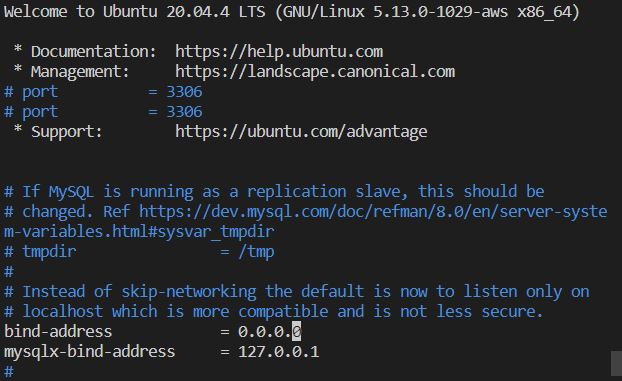 Welcome to Ubuntu 20.04.4 LTS (GNU/Linux 5.13.0-1029-aws x86_64)
* Documentation:  https://help.ubuntu.com
* Management:     https://landscape.canonical.com
# port          = 3306
# port          = 3306
* Support:        https://ubuntu.com/advantage
# If MySQL is running as a replication slave, this should be
# changed. Ref https://dev.mysql.com/doc/refman/8.0/en/server-syste
m-variables.html#sysvar_tmpdir
# tmpdir                = /tmp
#
# Instead of skip-networking the default is now to listen only on
# localhost which is more compatible and is not less secure.
bind-address            = 0.0.0.0
mysqlx-bind-address     = 127.0.0.1
#